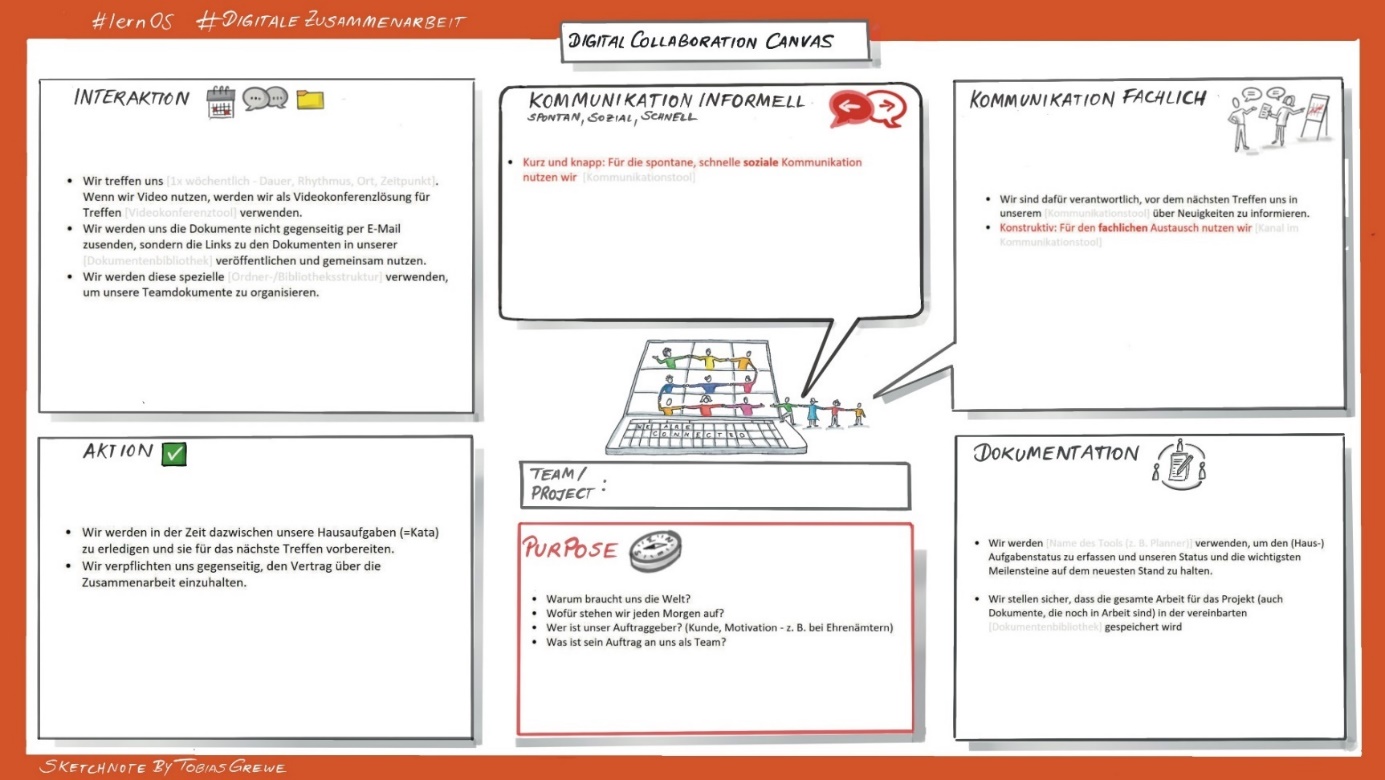 #lernOS #DIGITALE ZUSAMMENARBEIT
DIGITAL COLLABORATION CANVAS
INTERAKTION
• Wir treffen uns [1x wöchentlich - Dauer, Rhythmus, Ort, Zeitpunkt].
Wenn wir Video nutzen, werden wir als Videokonferenzlösung für
Treffen [Videokonferenztool] verwenden.
• Wir werden uns die Dokumente nicht gegenseitig per E-Mail
zusenden, sondern die Links zu den Dokumenten in unserer
[Dokumentenbibliothek] veröffentlichen und gemeinsam nutzen.
• Wir werden diese spezielle [Ordner-/Bibliotheksstruktur] verwenden,
um unsere Teamdokumente zu organisieren.
KOMMUNIKATION INFORMELL
SPONTAN, SOZIAL, SCHNELL
• Kurz und knapp: Für die spontane, schnelle soziale Kommunikation
nutzen wir [Kommunikationstool]
KOMMUNIKATION FACHLICH
• Wir sind dafür verantwortlich, vor dem nächsten Treffen uns in
unserem [Kommunikationstool] über Neuigkeiten zu informieren.
• Konstruktiv: Für den fachlichen Austausch nutzen wir [Kanal im
Kommunikationstool]
WE ARE
CONNECTED
AKTION
• Wir werden in der Zeit dazwischen unsere Hausaufgaben (=Kata)
zu erledigen und sie für das nächste Treffen vorbereiten.
• Wir verpflichten uns gegenseitig, den Vertrag über die
Zusammenarbeit einzuhalten.
TEAM/
PROJECT:
PURPOSE
• Warum braucht uns die Welt?
• Wofür stehen wir jeden Morgen auf?
• Wer ist unser Auftraggeber? (Kunde, Motivation - z. B. bei Ehrenämtern)
• Was ist sein Auftrag an uns als Team?
DOKUMENTATION
• Wir werden [Name des Tools (z. B. Planner)] verwenden, um den (Haus-)
Aufgabenstatus zu erfassen und unseren Status und die wichtigsten
Meilensteine auf dem neuesten Stand zu halten.
• Wir stellen sicher, dass die gesamte Arbeit für das Projekt (auch
Dokumente, die noch in Arbeit sind) in der vereinbarten
[Dokumentenbibliothek] gespeichert wird
SKETCHNOTE BY TOBIAS GREWE